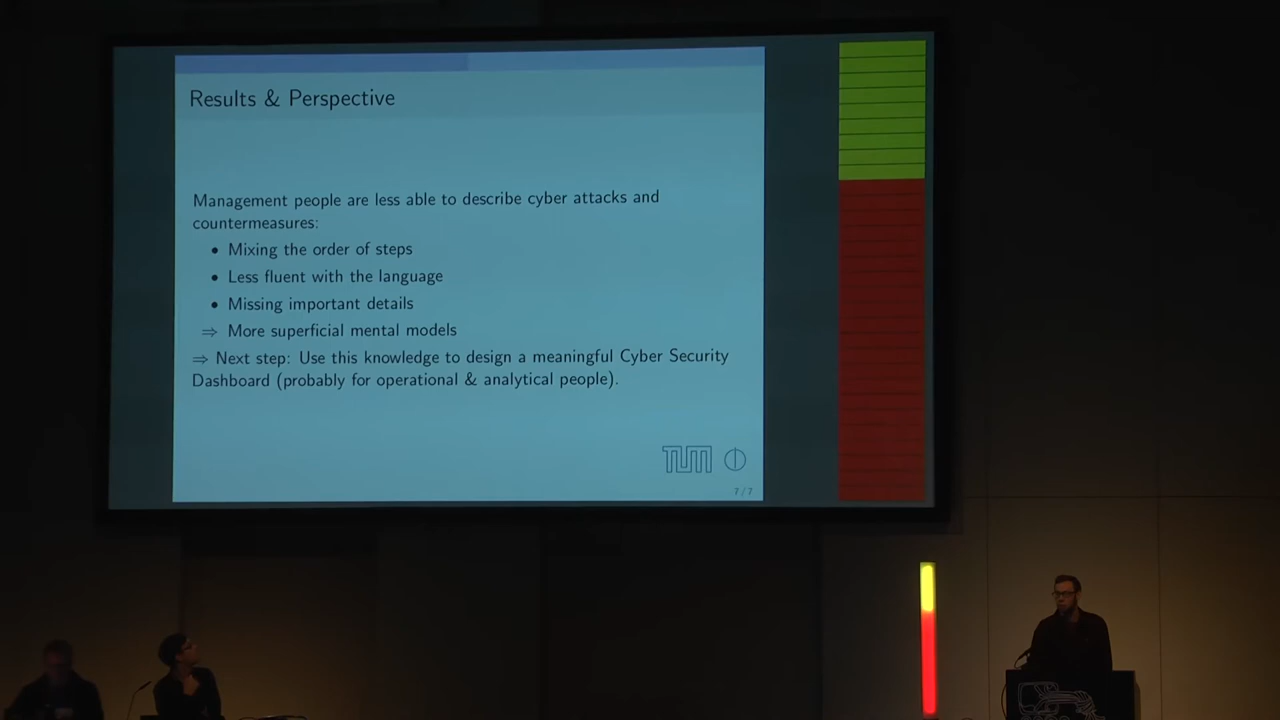 Results & Perspective
Management people are less able to describe cyber attacks and
countermeasures:
• Mixing the order of steps
• Less fluent with the language
• Missing important details
⇒ More superficial mental models
⇒ Next step: Use this knowledge to design a meaningful Cyber Security
Dashboard (probably for operational & analytical people).
TUM
7 / 7